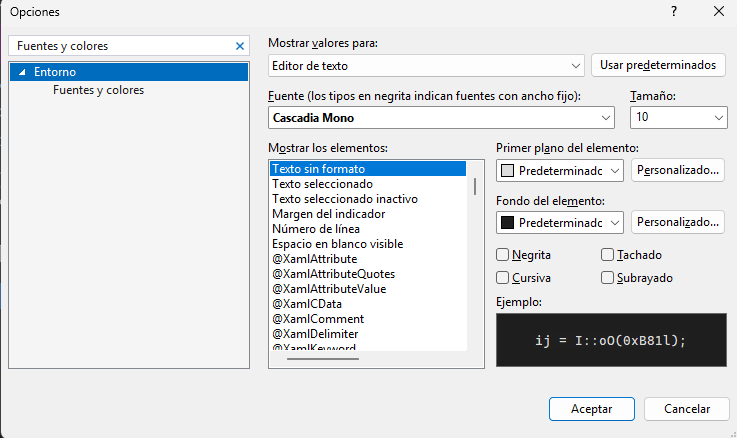 Opciones
Fuentes y colores
Entorno
Fuentes y colores
Mostrar valores para:
Editor de texto
Usar predeterminados
Fuente (los tipos en negrita indican fuentes con ancho fijo):
Tamaño:
Cascadia Mono
10
Mostrar los elementos:
Texto sin formato
Texto seleccionado
Texto seleccionado inactivo
Margen del indicador
Número de línea
Espacio en blanco visible
@XamlAttribute
@XamlAttributeQuotes
@XamlAttributeValue
@XamlCData
@XamlComment
@XamlDelimiter
@XamlKeyword
Primer plano del elemento:
Predeterminadc
Personalizado...
Fondo del elemento:
Predeterminadc
Personalizado...
Negrita
Tachado
Cursiva
Subrayado
Ejemplo:
ij = I::oO(0xB81l);
Aceptar
Cancelar